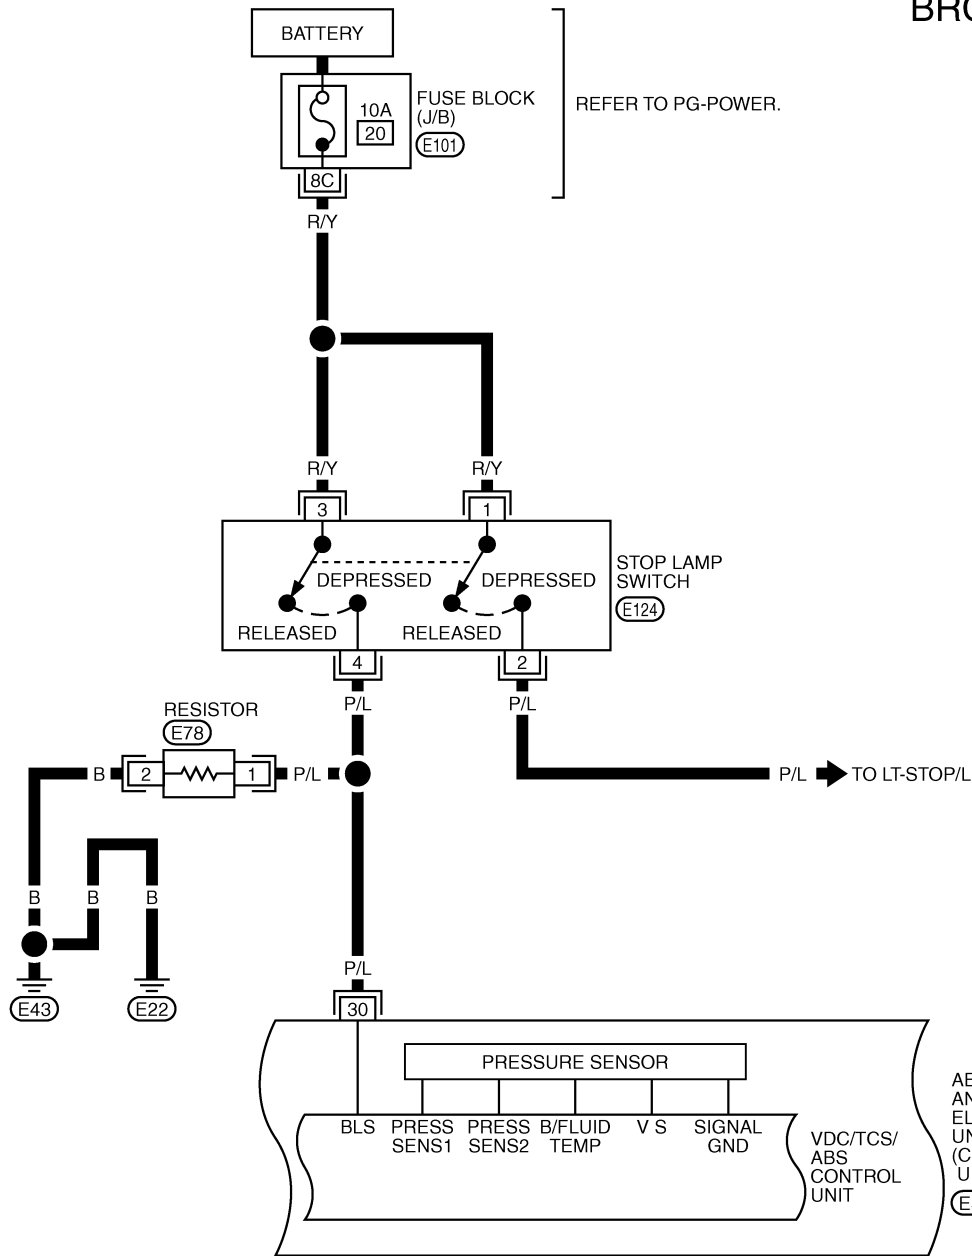 BATTERY
FUSE BLOCK
(J/B)
E101
10A
20
8C
REFER TO PG-POWER.
R/Y
R/Y
R/Y
3
1
DEPRESSED
DEPRESSED
RELEASED
RELEASED
STOP LAMP
SWITCH
E124
4
2
P/L
P/L
RESISTOR
E78
B
2
1
P/L
P/L
TO LT-STOP/L
B
B
B
P/L
E43
E22
30
PRESSURE SENSOR
BLS
PRESS
SENS1
PRESS
SENS2
B/FLUID
TEMP
V S
SIGNAL
GND
VDC/TCS/
ABS
CONTROL
UNIT